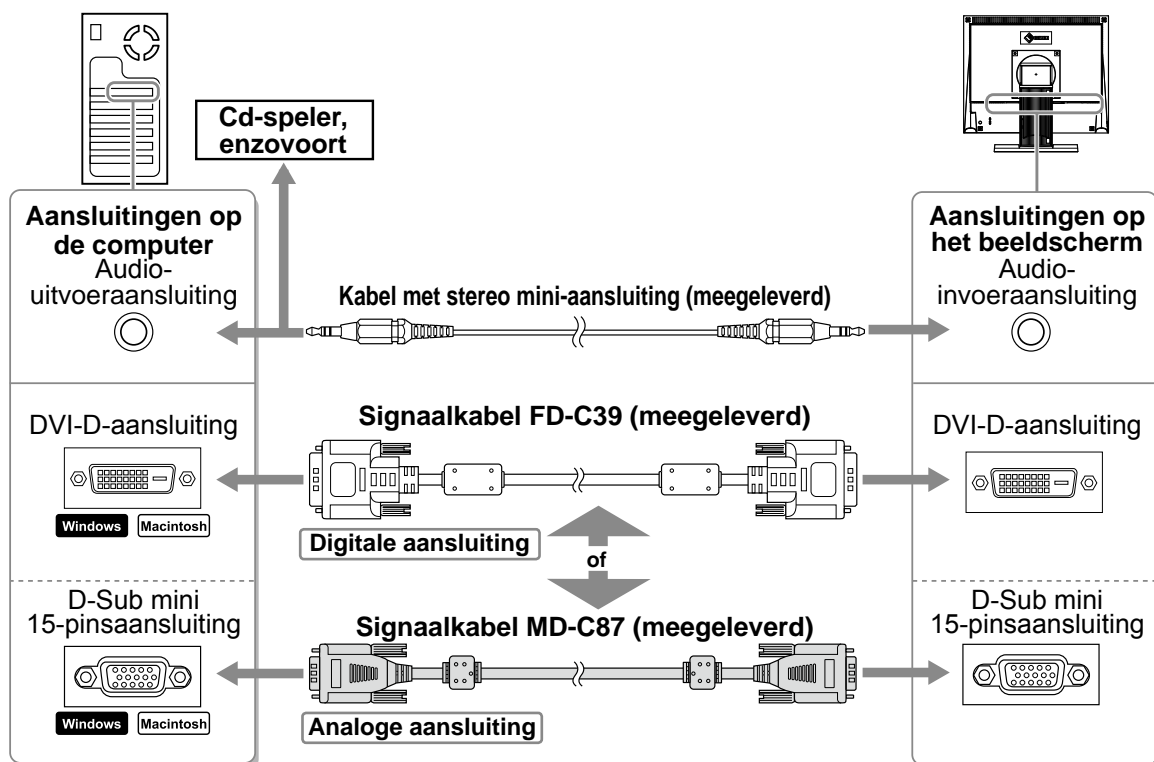 Cd-speler,
enzovoort
Aansluitingen op
de computer
Audio-
uitvoeraansluiting
Kabel met stereo mini-aansluiting (meegeleverd)
Aansluitingen op
het beeldscherm
Audio-
invoeraansluiting
DVI-D-aansluiting
Windows
Macintosh
Signaalkabel FD-C39 (meegeleverd)
Digitale aansluiting
DVI-D-aansluiting
of
D-Sub mini
15-pinsaansluiting
Windows
Macintosh
Signaalkabel MD-C87 (meegeleverd)
Analoge aansluiting
D-Sub mini
15-pinsaansluiting